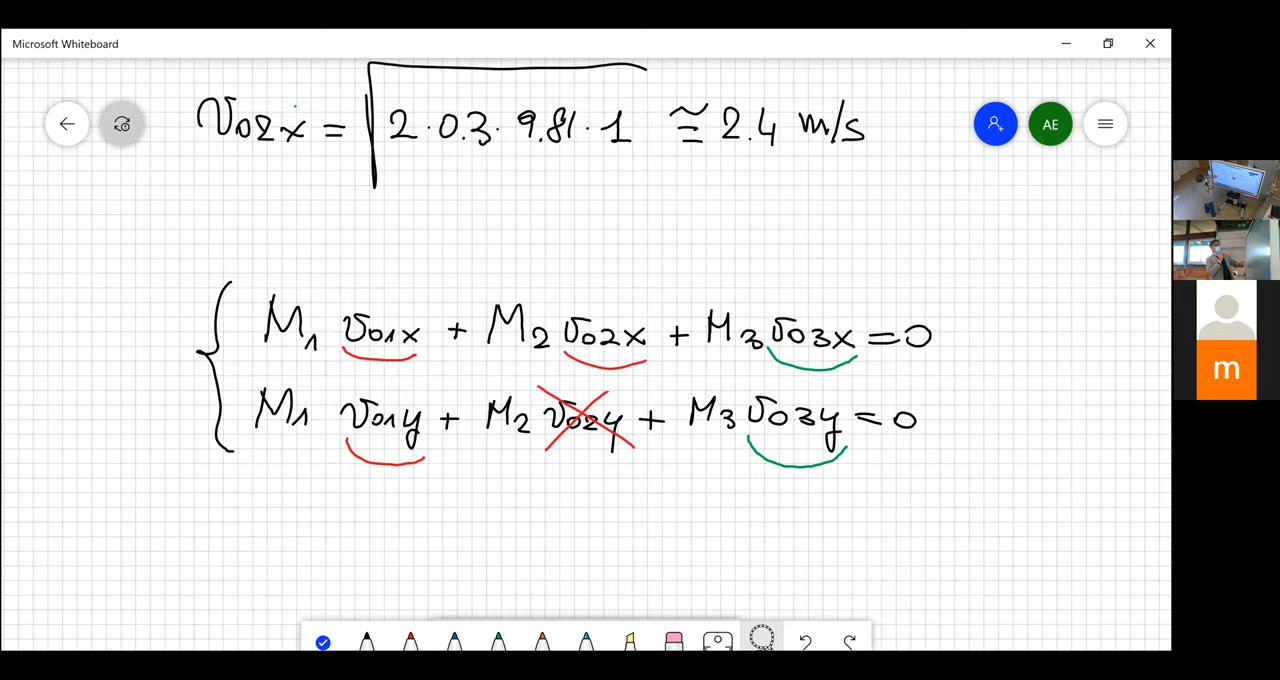 Microsoft Whiteboard
v02x = √2·0.3·9.81·1 ≅ 2.4 m/s
AE
M1 v01x + M2 v02x + M3 v03x = 0
m
M1 v01y + M2 v02y + M3 v03y = 0